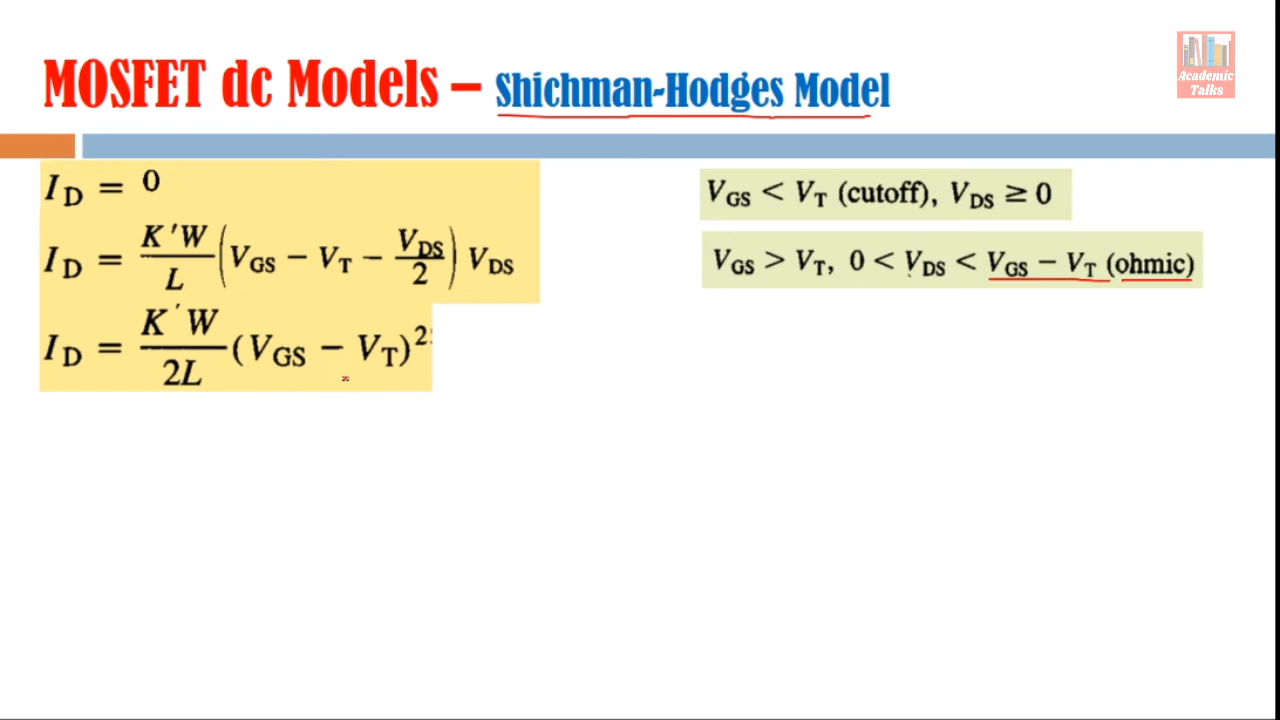 MOSFET dc Models – Shichman-Hodges Model
Academic
Talks
I_D = 0
V_GS < V_T (cutoff), V_DS ≥ 0
I_D = K'W/L (V_GS − V_T − V_DS/2) V_DS
V_GS > V_T, 0 < V_DS < V_GS − V_T (ohmic)
I_D = K'W/2L (V_GS − V_T)²